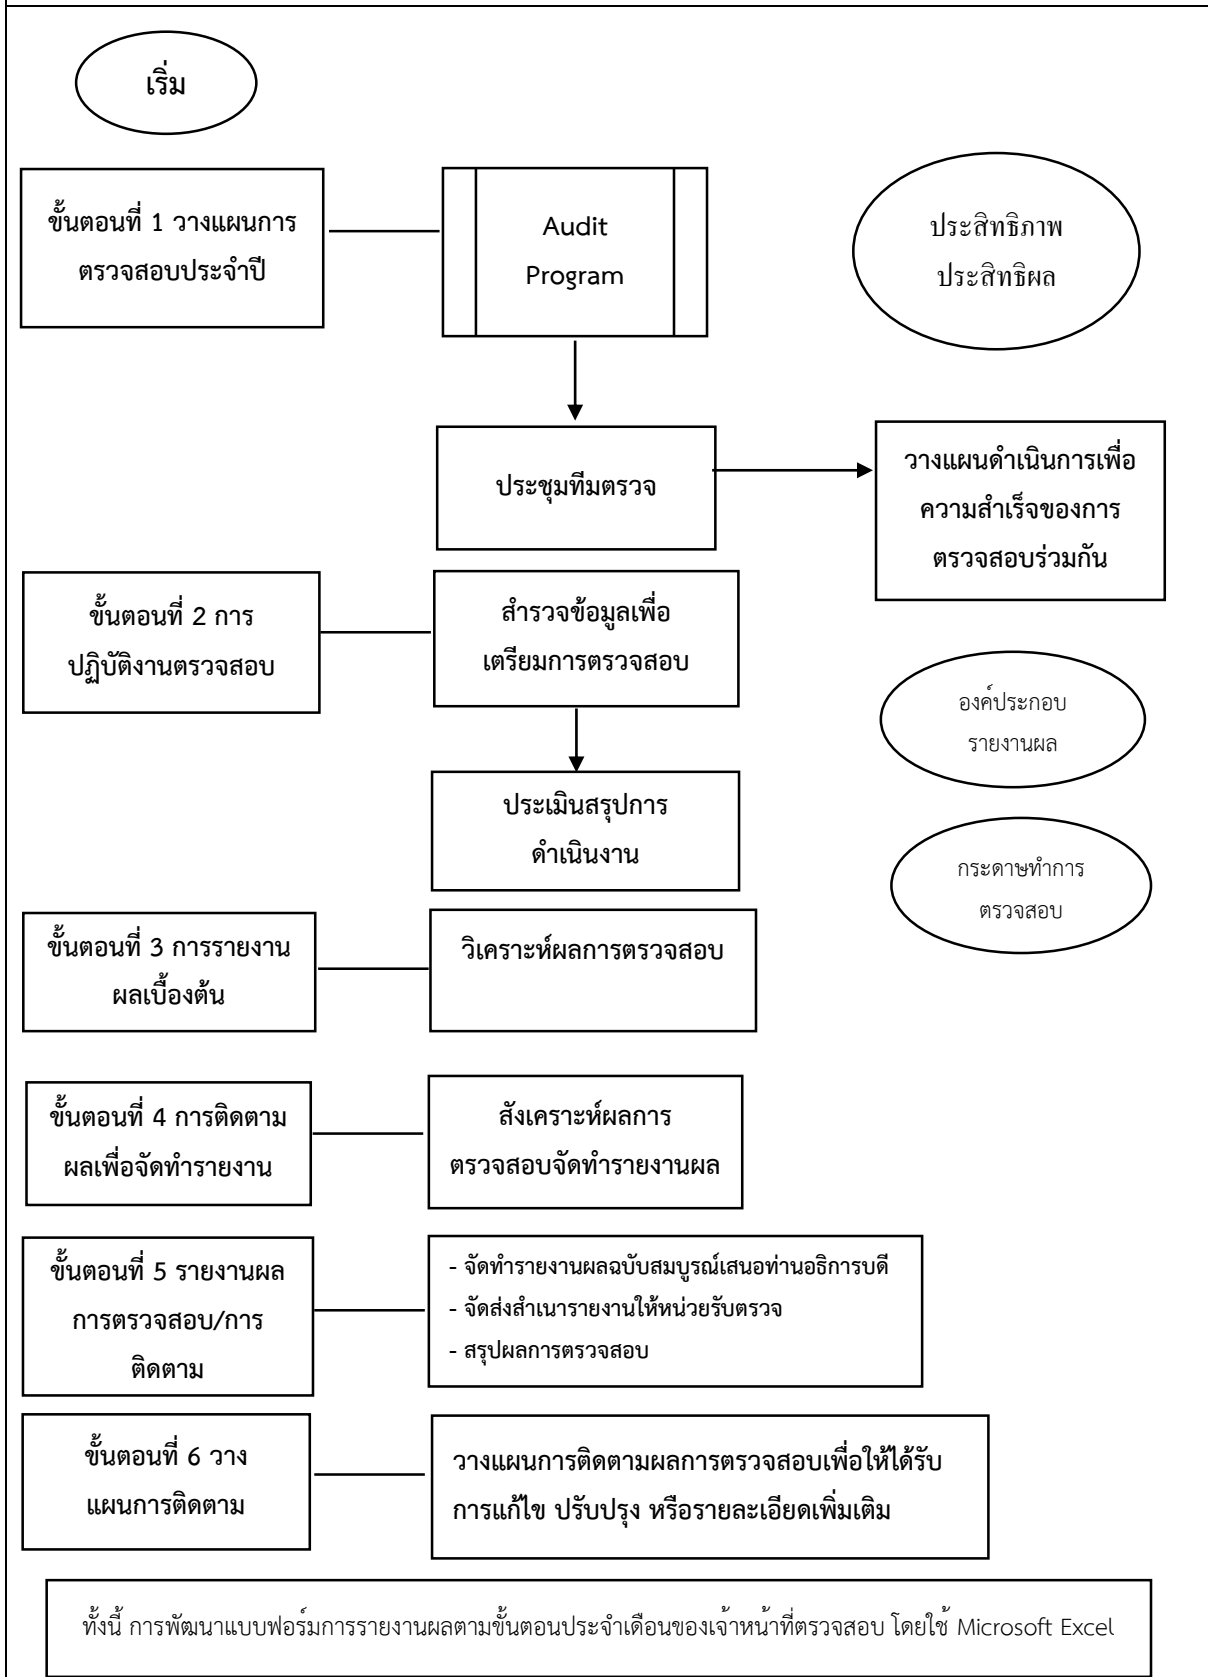 เริ่ม
ขั้นตอนที่ 1 วางแผนการ
ตรวจสอบประจำปี
Audit
Program
ประสิทธิภาพ
ประสิทธิผล
ประชุมทีมตรวจ
วางแผนดำเนินการเพื่อ
ความสำเร็จของการ
ตรวจสอบร่วมกัน
ขั้นตอนที่ 2 การ
ปฏิบัติงานตรวจสอบ
สำรวจข้อมูลเพื่อ
เตรียมการตรวจสอบ
องค์ประกอบ
รายงานผล
ประเมินสรุปการ
ดำเนินงาน
กระดาษทำการ
ตรวจสอบ
ขั้นตอนที่ 3 การรายงาน
ผลเบื้องต้น
วิเคราะห์ผลการตรวจสอบ
ขั้นตอนที่ 4 การติดตาม
ผลเพื่อจัดทำรายงาน
สังเคราะห์ผลการ
ตรวจสอบจัดทำรายงานผล
ขั้นตอนที่ 5 รายงานผล
การตรวจสอบ/การ
ติดตาม
- จัดทำรายงานผลฉบับสมบูรณ์เสนอท่านอธิการบดี
- จัดส่งสำเนารายงานให้หน่วยรับตรวจ
- สรุปผลการตรวจสอบ
ขั้นตอนที่ 6 วาง
แผนการติดตาม
วางแผนการติดตามผลการตรวจสอบเพื่อให้ได้รับ
การแก้ไข ปรับปรุง หรือรายละเอียดเพิ่มเติม
ทั้งนี้ การพัฒนาแบบฟอร์มการรายงานผลตามขั้นตอนประจำเดือนของเจ้าหน้าที่ตรวจสอบ โดยใช้ Microsoft Excel